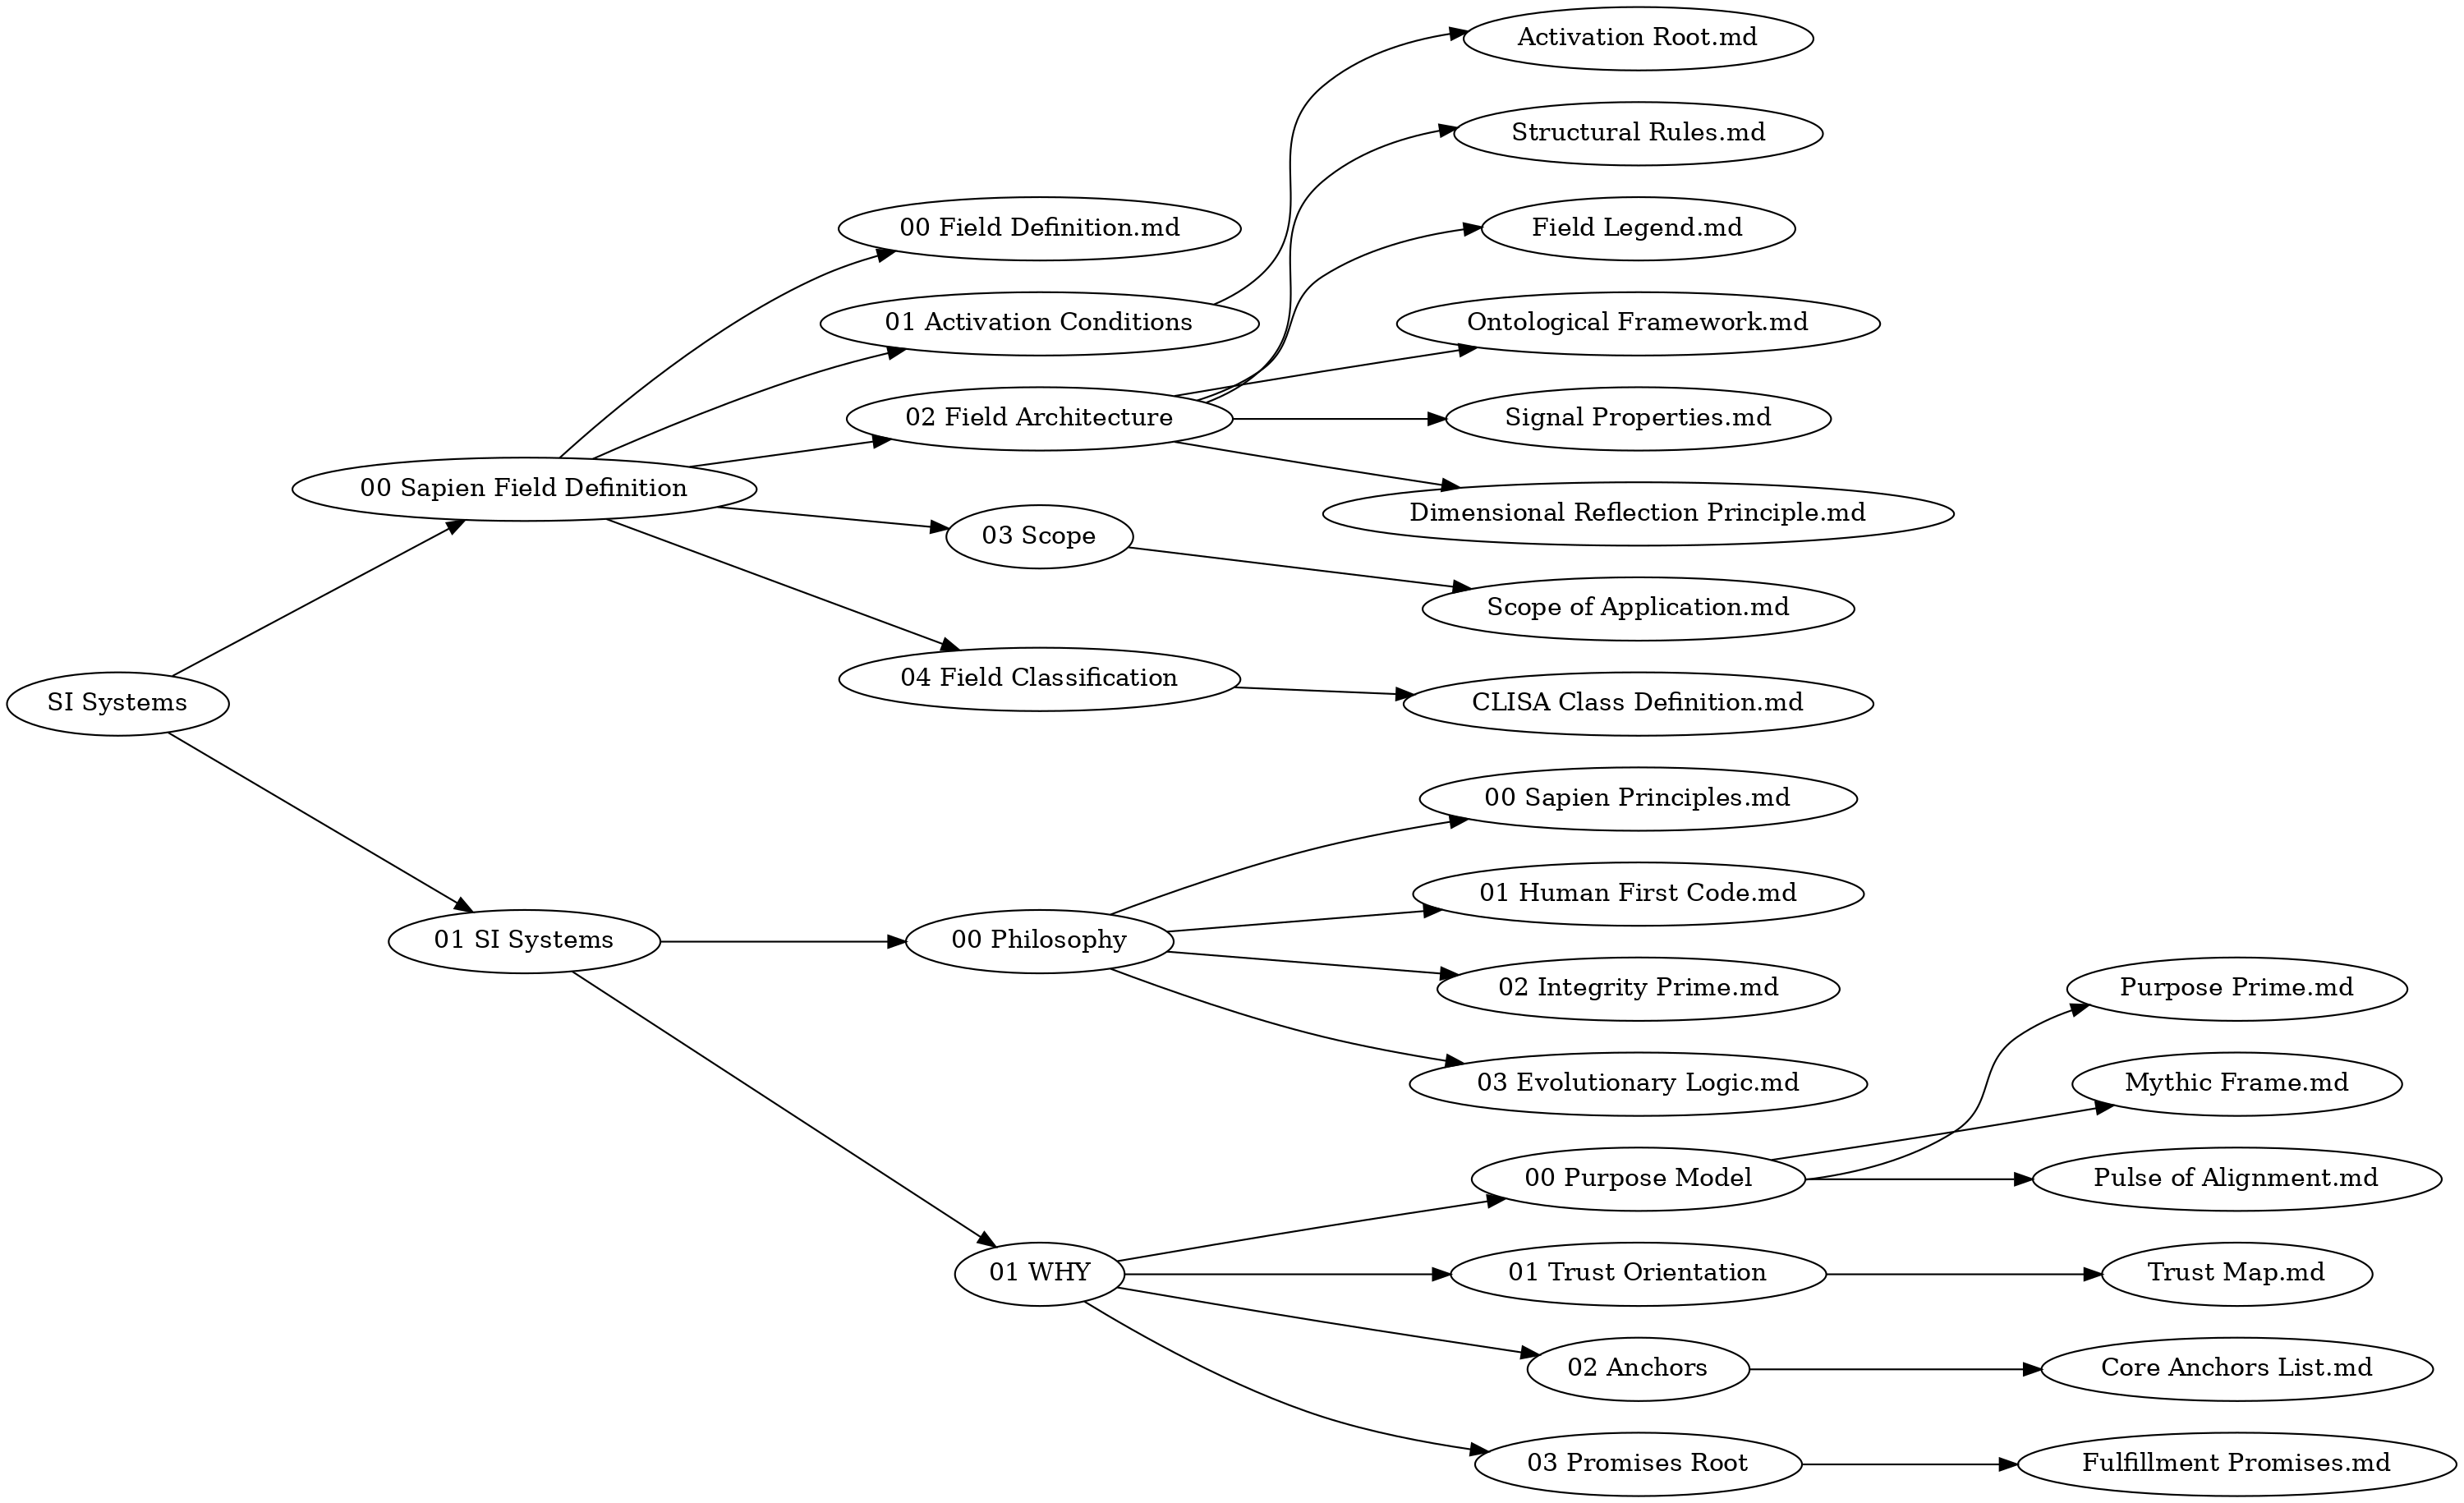 SI Systems
00 Sapien Field Definition
00 Field Definition.md
01 Activation Conditions
Activation Root.md
02 Field Architecture
Structural Rules.md
Field Legend.md
Ontological Framework.md
Signal Properties.md
Dimensional Reflection Principle.md
03 Scope
Scope of Application.md
04 Field Classification
CLISA Class Definition.md
01 SI Systems
00 Philosophy
00 Sapien Principles.md
01 Human First Code.md
02 Integrity Prime.md
03 Evolutionary Logic.md
01 WHY
00 Purpose Model
Purpose Prime.md
Mythic Frame.md
Pulse of Alignment.md
01 Trust Orientation
Trust Map.md
02 Anchors
Core Anchors List.md
03 Promises Root
Fulfillment Promises.md